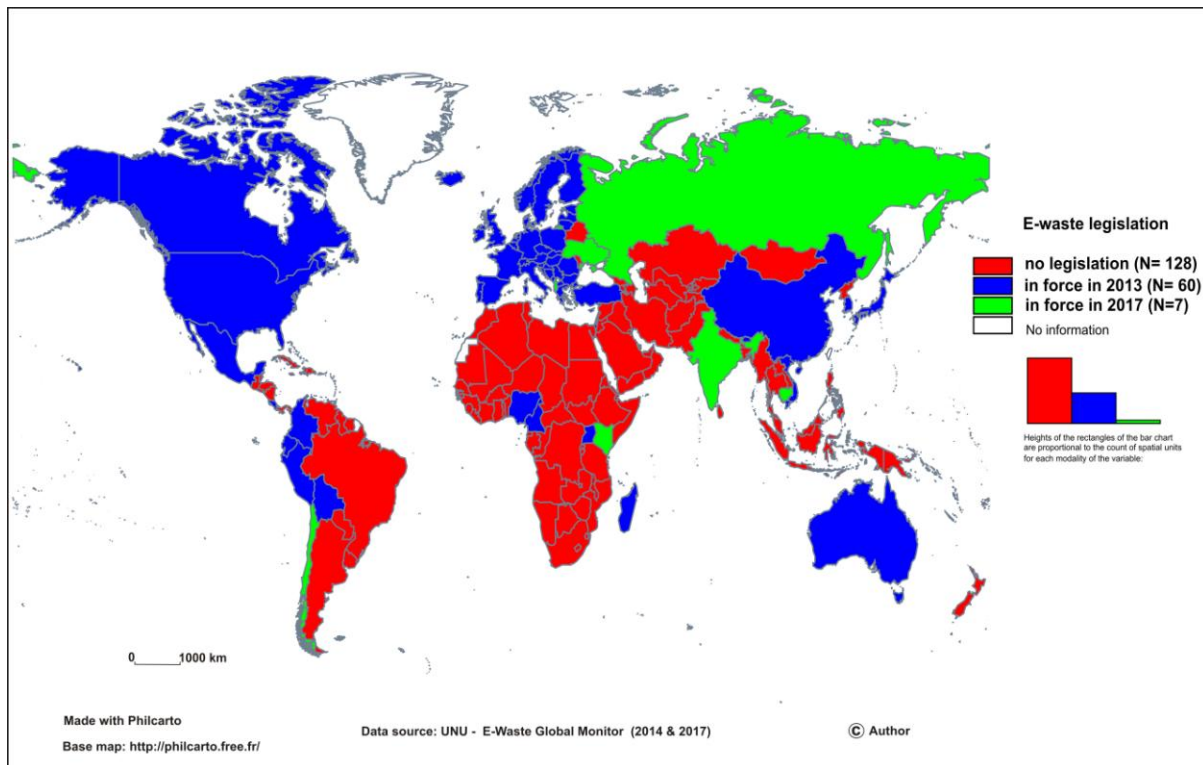 E-waste legislation
no legislation (N= 128)
in force in 2013 (N= 60)
in force in 2017 (N=7)
No information
Heights of the rectangles of the bar chart
are proportional to the count of spatial units
for each modality of the variable:
0 1000 km
Made with Philcarto
Base map: http://philcarto.free.fr/
Data source: UNU - E-Waste Global Monitor (2014 & 2017)
© Author